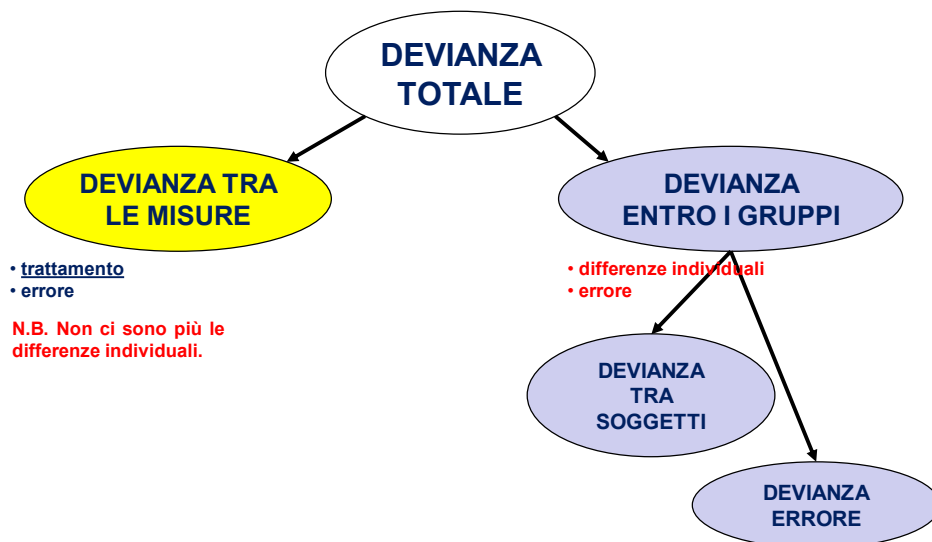 DEVIANZA
TOTALE
DEVIANZA TRA
LE MISURE
DEVIANZA
ENTRO I GRUPPI
• trattamento
• errore
N.B. Non ci sono più le
differenze individuali.
• differenze individuali
• errore
DEVIANZA
TRA
SOGGETTI
DEVIANZA
ERRORE